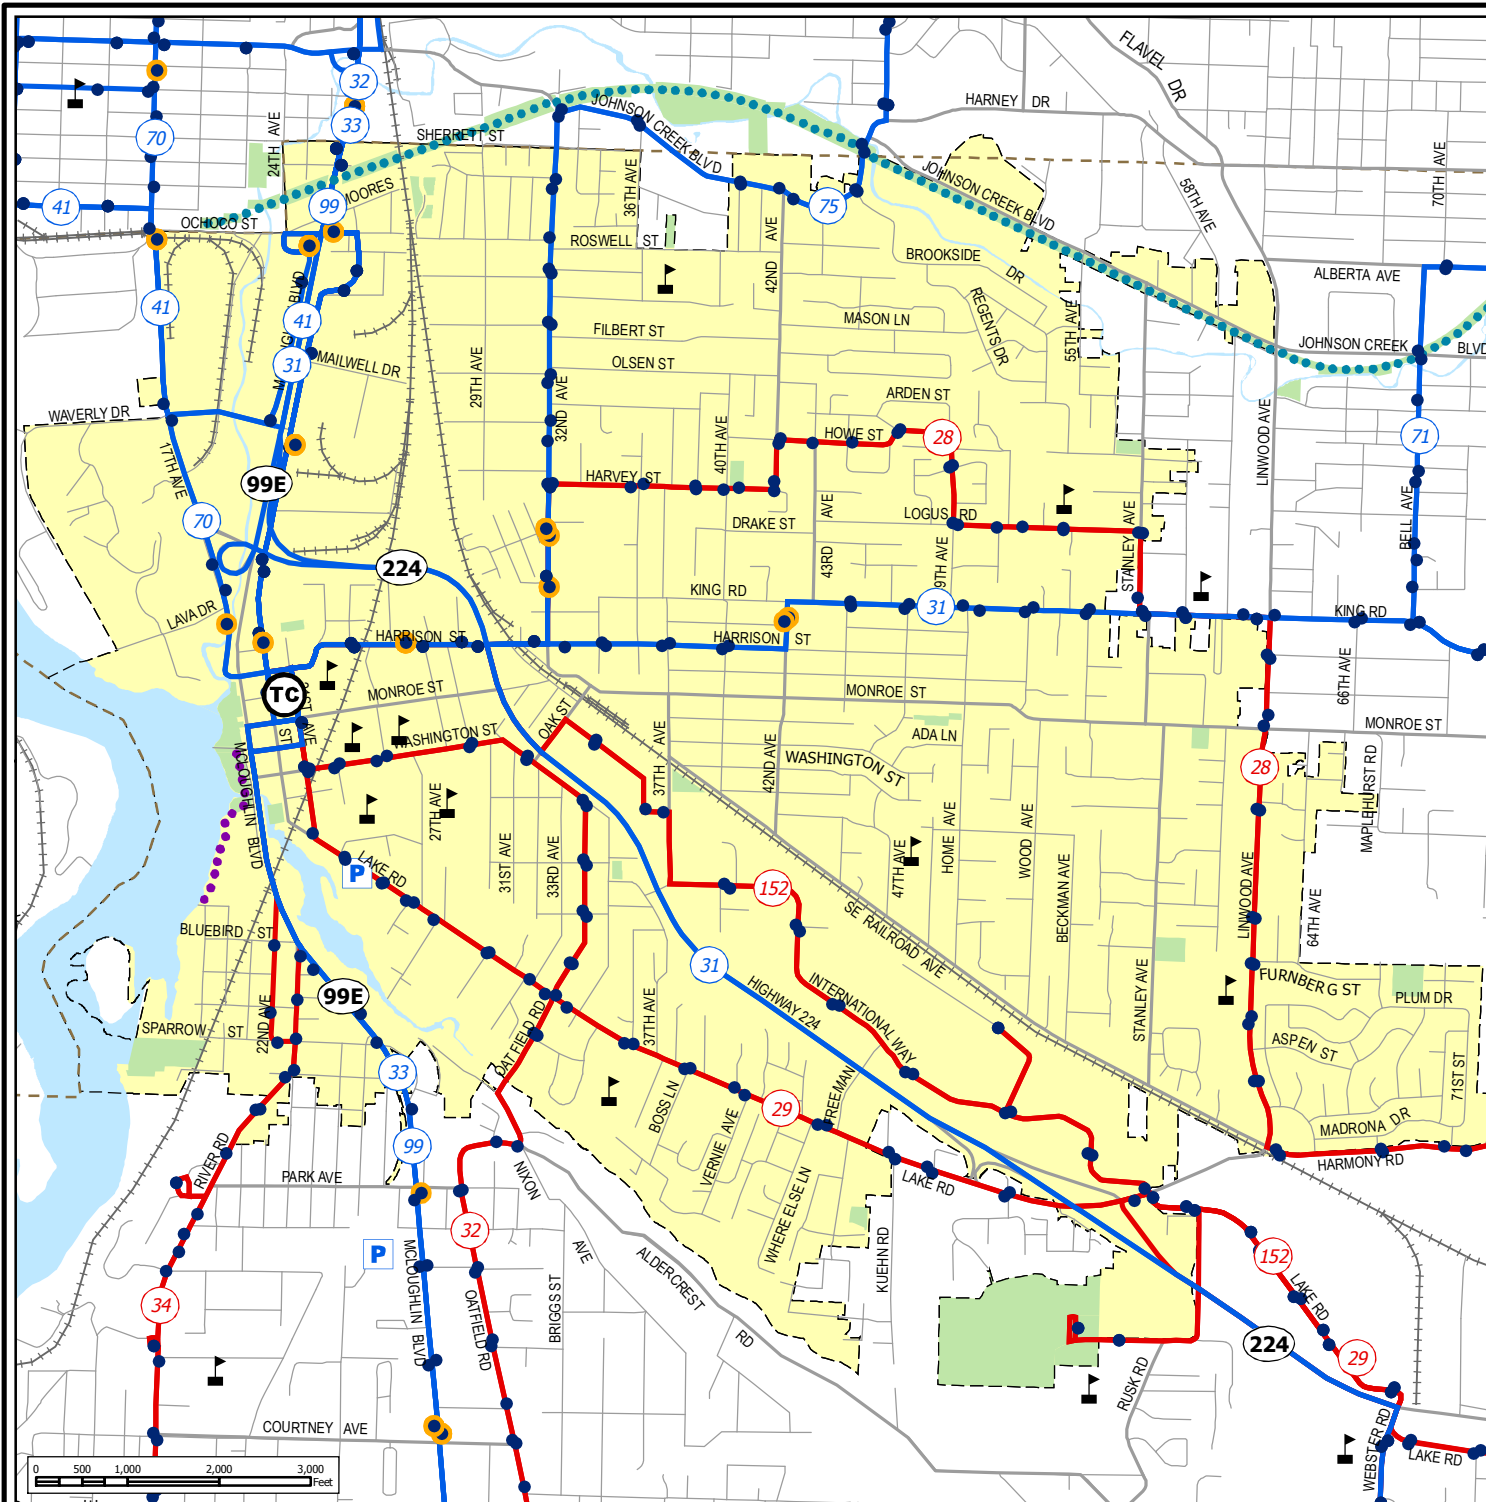 FLAVEL DR
32
33
70
24TH AVE
SHERRETT ST
JOHNSON CREEK BLVD
HARNEY DR
70TH AVE
41
OCHOCO ST
99
MOORES
36TH AVE
75
JOHNSON CREEK BLVD
58TH AVE
ROSWELL ST
42ND AVE
BROOKSIDE DR
ALBERTA AVE
41
BLVD
41
31
MAILWELL DR
FILBERT ST
OLSEN ST
MASON LN
REGENTS DR
55TH AVE
JOHNSON CREEK BLVD
29TH AVE
32ND AVE
ARDEN ST
WAVERLY DR
17TH AVE
40TH AVE
HOWE ST
28
LINWOOD AVE
71
99E
HARVEY ST
70
DRAKE ST
43RD AVE
LOGUS RD
STANLEY AVE
BELL AVE
224
KING RD
9TH AVE
31
KING RD
LAVA DR
HARRISON ST
HARRISON ST
TC
MONROE ST
MONROE ST
66TH AVE
MONROE ST
ST
AVE
WASHINGTON ST
OAK ST
37TH AVE
42ND AVE
WASHINGTON ST
ADA LN
28
MAPLEHURST RD
MCLOUGHLIN BLVD
27TH AVE
31ST AVE
33RD AVE
LAKE RD
P
152
47TH AVE
HOME AVE
WOOD AVE
BECKMAN AVE
SE RAILROAD AVE
LINWOOD AVE
64TH AVE
BLUEBIRD ST
31
HIGHWAY 224
INTERNATIONAL WAY
FURNBERG ST
PLUM DR
99E
SPARROW ST
22ND AVE
OATFIELD RD
37TH AVE
STANLEY AVE
ASPEN ST
71ST ST
33
BOSS LN
VERNIE AVE
29
FREEMAN
MADRONA DR
HARMONY RD
99
RIVER RD
PARK AVE
NIXON AVE
WHERE ELSE LN
LAKE RD
KUEHN RD
32
P
MCLOUGHLIN BLVD
OATFIELD RD
BRIGGS ST
ALDERCREST RD
152
LAKE RD
34
224
29
RUSK RD
COURTNEY AVE
WEBSTER RD
LAKE RD
0 500 1,000 2,000 3,000
Feet